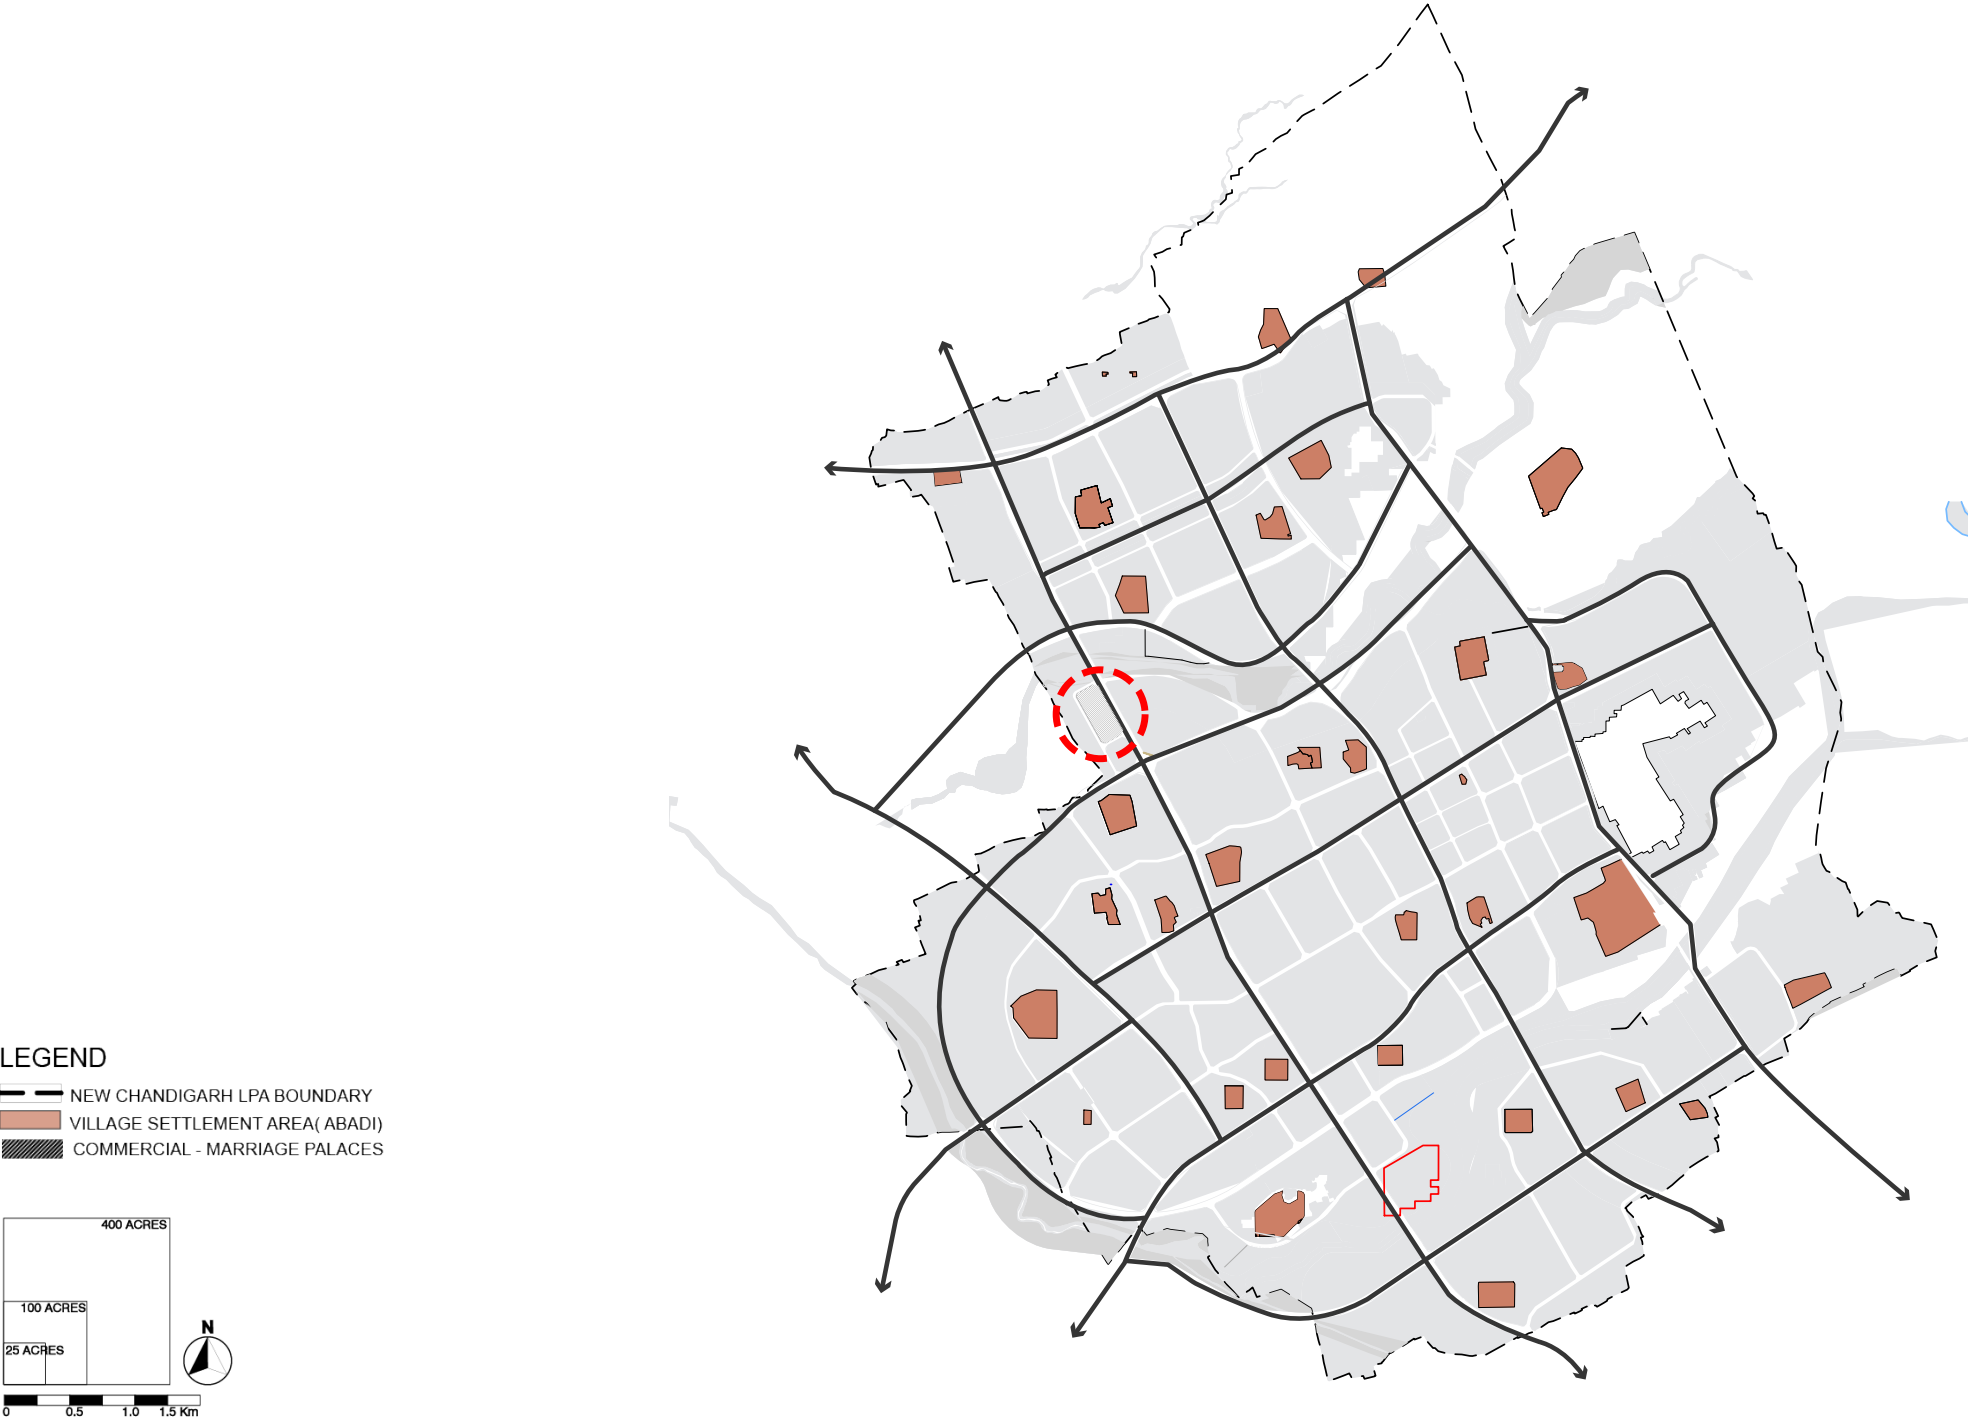 LEGEND
NEW CHANDIGARH LPA BOUNDARY
VILLAGE SETTLEMENT AREA( ABADI)
COMMERCIAL - MARRIAGE PALACES
400 ACRES
100 ACRES
25 ACRES
N
0 0.5 1.0 1.5 Km